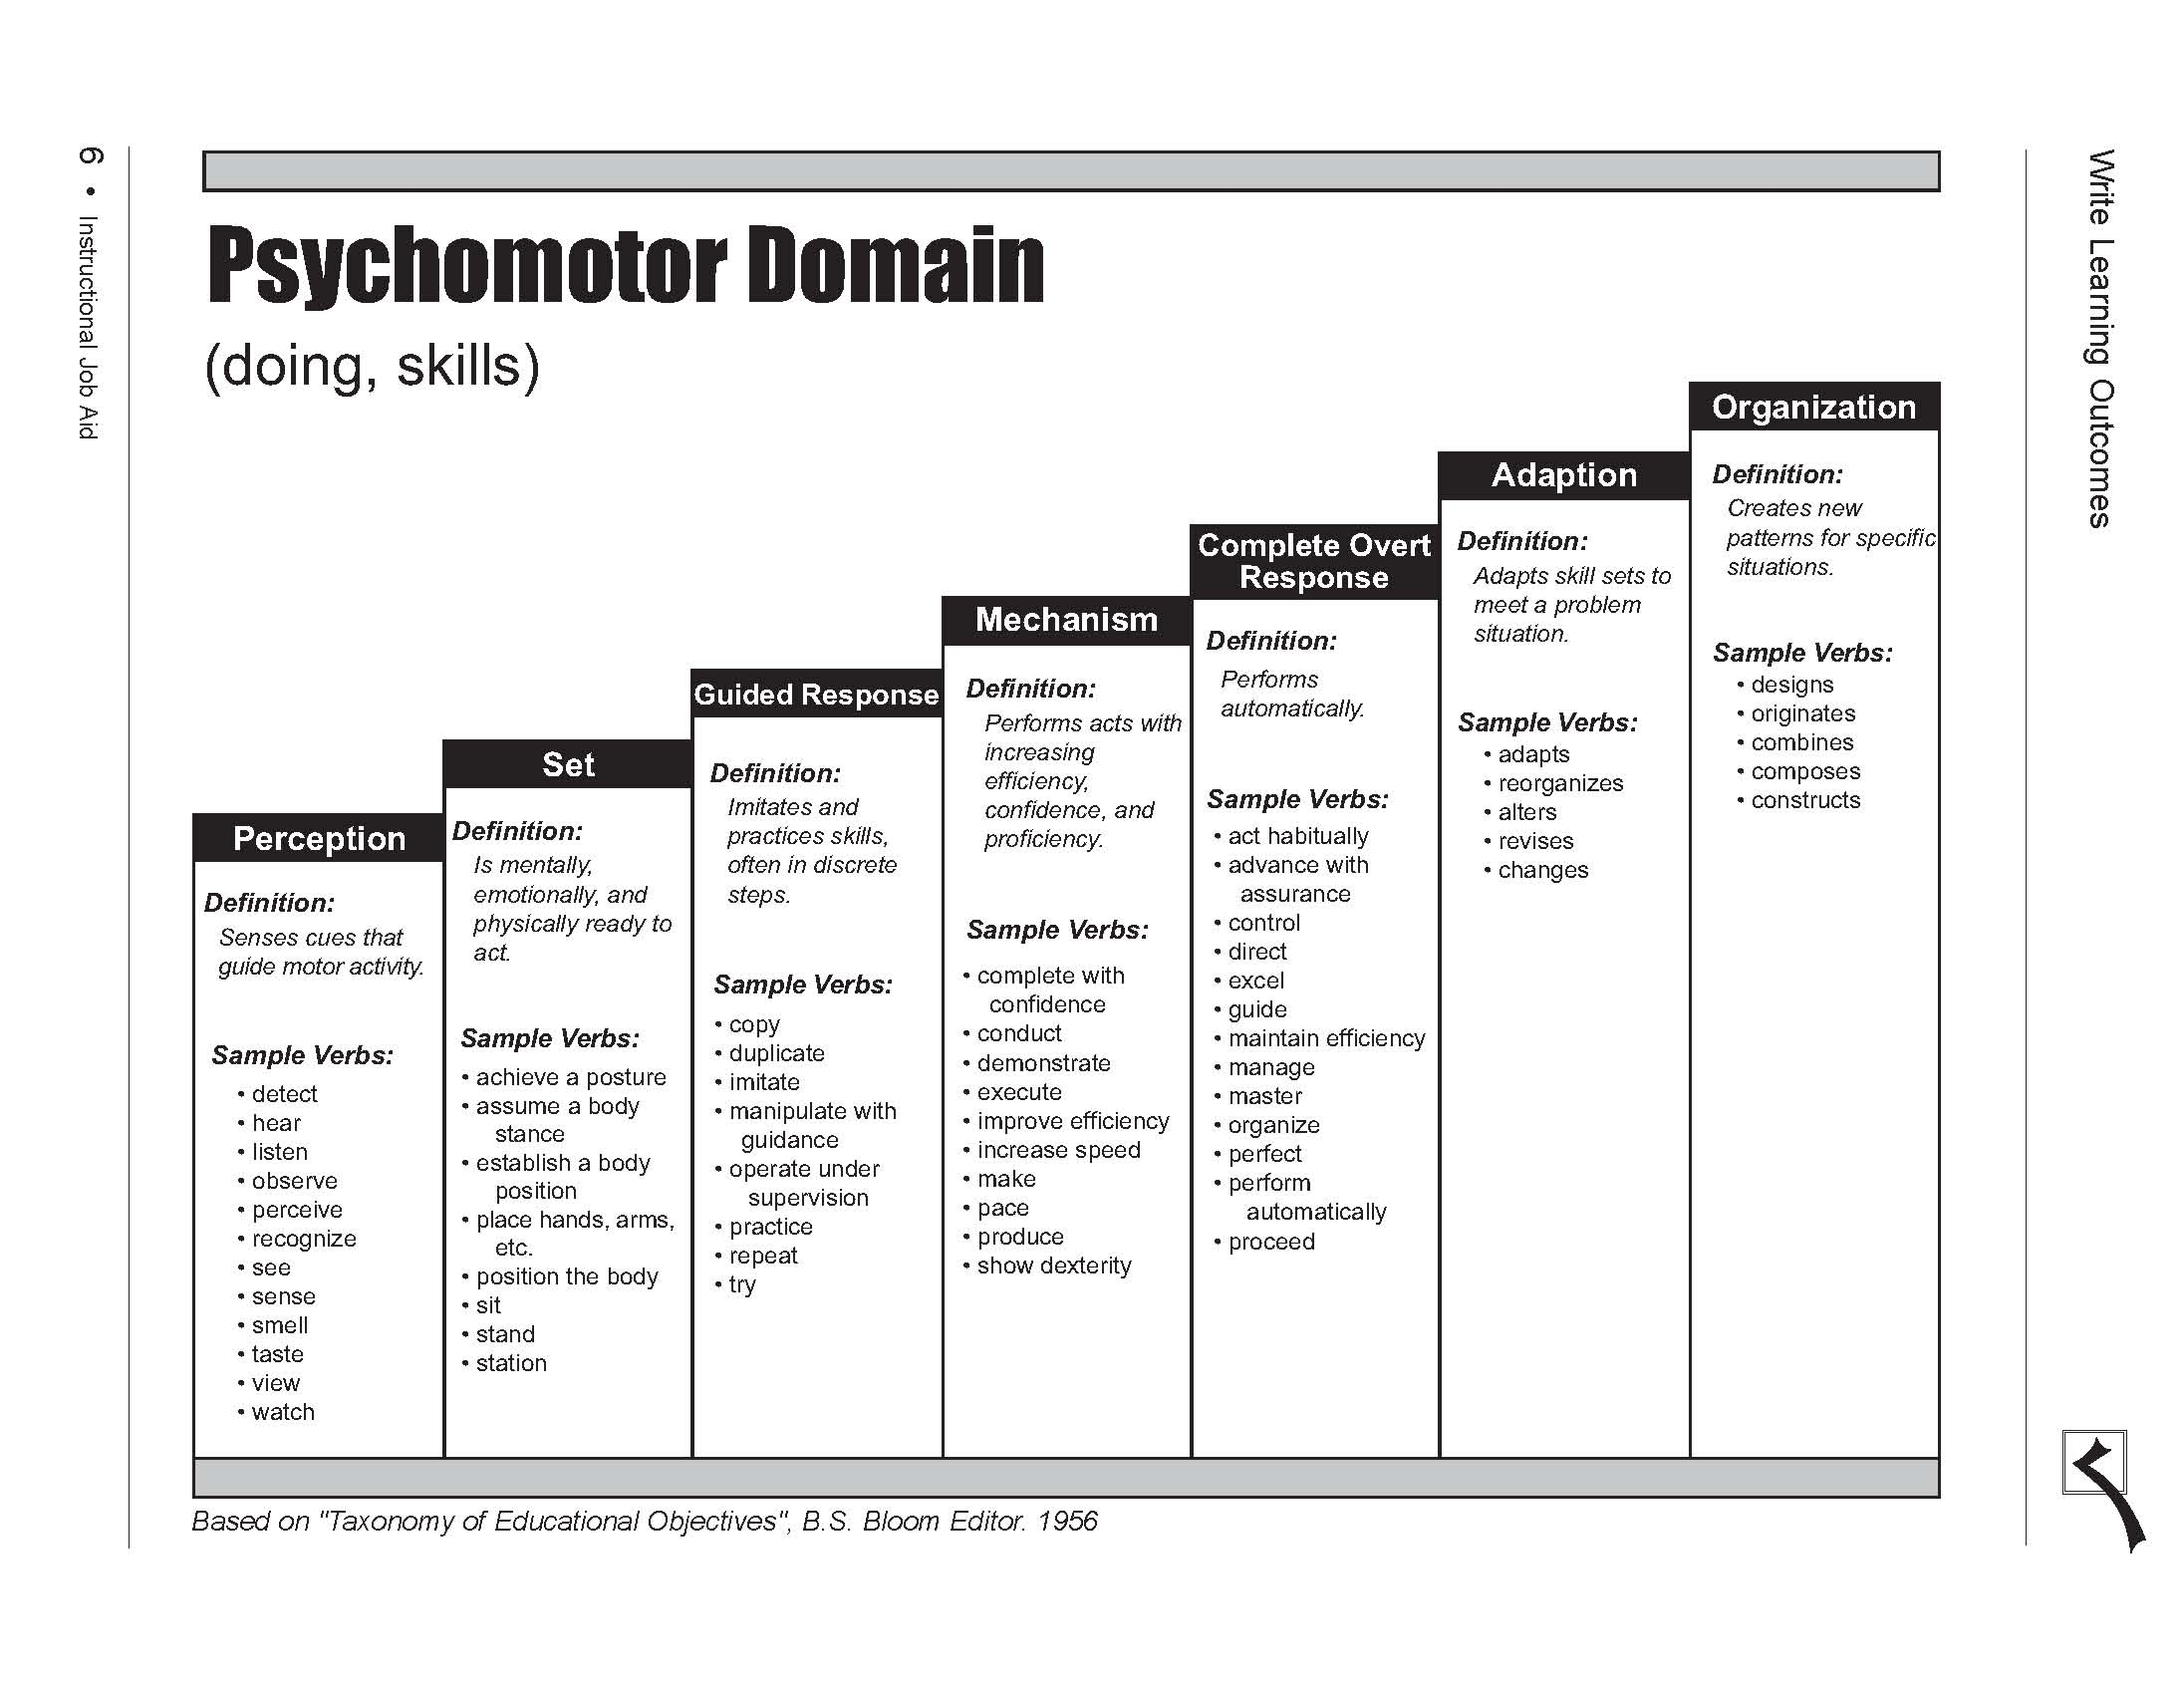 6 • Instructional Job Aid
Write Learning Outcomes
Psychomotor Domain
(doing, skills)
Perception
Definition:
Senses cues that
guide motor activity.
Sample Verbs:
• detect
• hear
• listen
• observe
• perceive
• recognize
• see
• sense
• smell
• taste
• view
• watch
Set
Definition:
Is mentally,
emotionally, and
physically ready to
act.
Sample Verbs:
• achieve a posture
• assume a body
stance
• establish a body
position
• place hands, arms,
etc.
• position the body
• sit
• stand
• station
Guided Response
Definition:
Imitates and
practices skills,
often in discrete
steps.
Sample Verbs:
• copy
• duplicate
• imitate
• manipulate with
guidance
• operate under
supervision
• practice
• repeat
• try
Mechanism
Definition:
Performs acts with
increasing
efficiency,
confidence, and
proficiency.
Sample Verbs:
• complete with
confidence
• conduct
• demonstrate
• execute
• improve efficiency
• increase speed
• make
• pace
• produce
• show dexterity
Complete Overt
Response
Definition:
Performs
automatically.
Sample Verbs:
• act habitually
• advance with
assurance
• control
• direct
• excel
• guide
• maintain efficiency
• manage
• master
• organize
• perfect
• perform
automatically
• proceed
Adaption
Definition:
Adapts skill sets to
meet a problem
situation.
Sample Verbs:
• adapts
• reorganizes
• alters
• revises
• changes
Organization
Definition:
Creates new
patterns for specific
situations.
Sample Verbs:
• designs
• originates
• combines
• composes
• constructs
Based on "Taxonomy of Educational Objectives", B.S. Bloom Editor. 1956